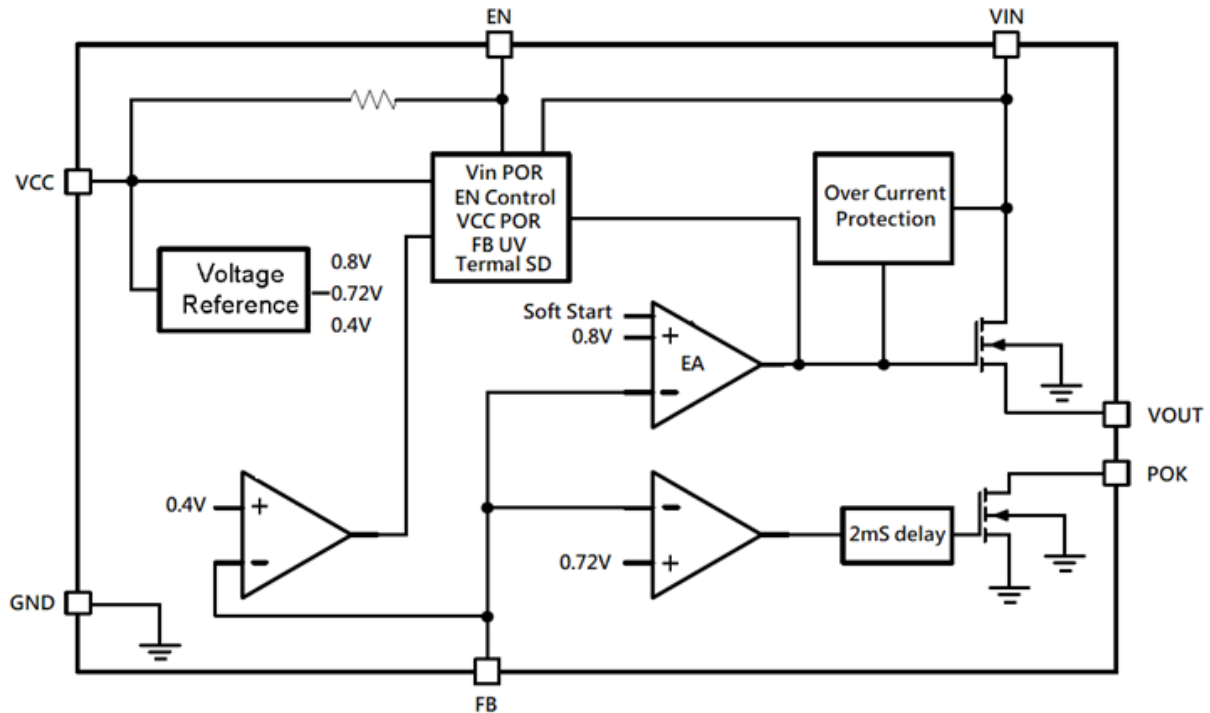 EN
VIN
VCC
Vin POR
EN Control
VCC POR
FB UV
Termal SD
Over Current
Protection
Voltage
Reference
0.8V
0.72V
0.4V
Soft Start
0.8V
+
EA
−
VOUT
POK
0.4V
+
−
−
0.72V
+
2mS delay
GND
FB